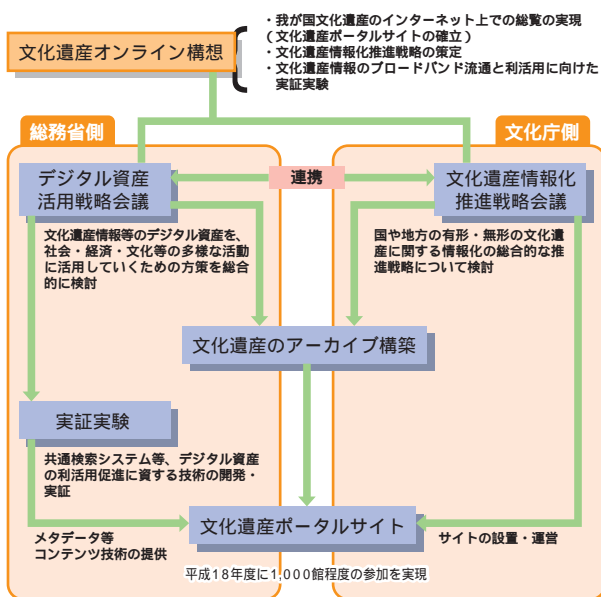 文化遺産オンライン構想
・我が国文化遺産のインターネット上での総覧の実現
（文化遺産ポータルサイトの確立）
・文化遺産情報化推進戦略の策定
・文化遺産情報のブロードバンド流通と利活用に向けた
実証実験
総務省側
文化庁側
デジタル資産
活用戦略会議
連携
文化遺産情報化
推進戦略会議
文化遺産情報等のデジタル資産を、
社会・経済・文化等の多様な活動
に活用していくための方策を総合
的に検討
国や地方の有形・無形の文化遺
産に関する情報化の総合的な推
進戦略について検討
文化遺産のアーカイブ構築
実証実験
共通検索システム等、デジタル資産
の利活用促進に資する技術の開発・
実証
文化遺産ポータルサイト
メタデータ等
コンテンツ技術の提供
サイトの設置・運営
平成18年度に1,000館程度の参加を実現